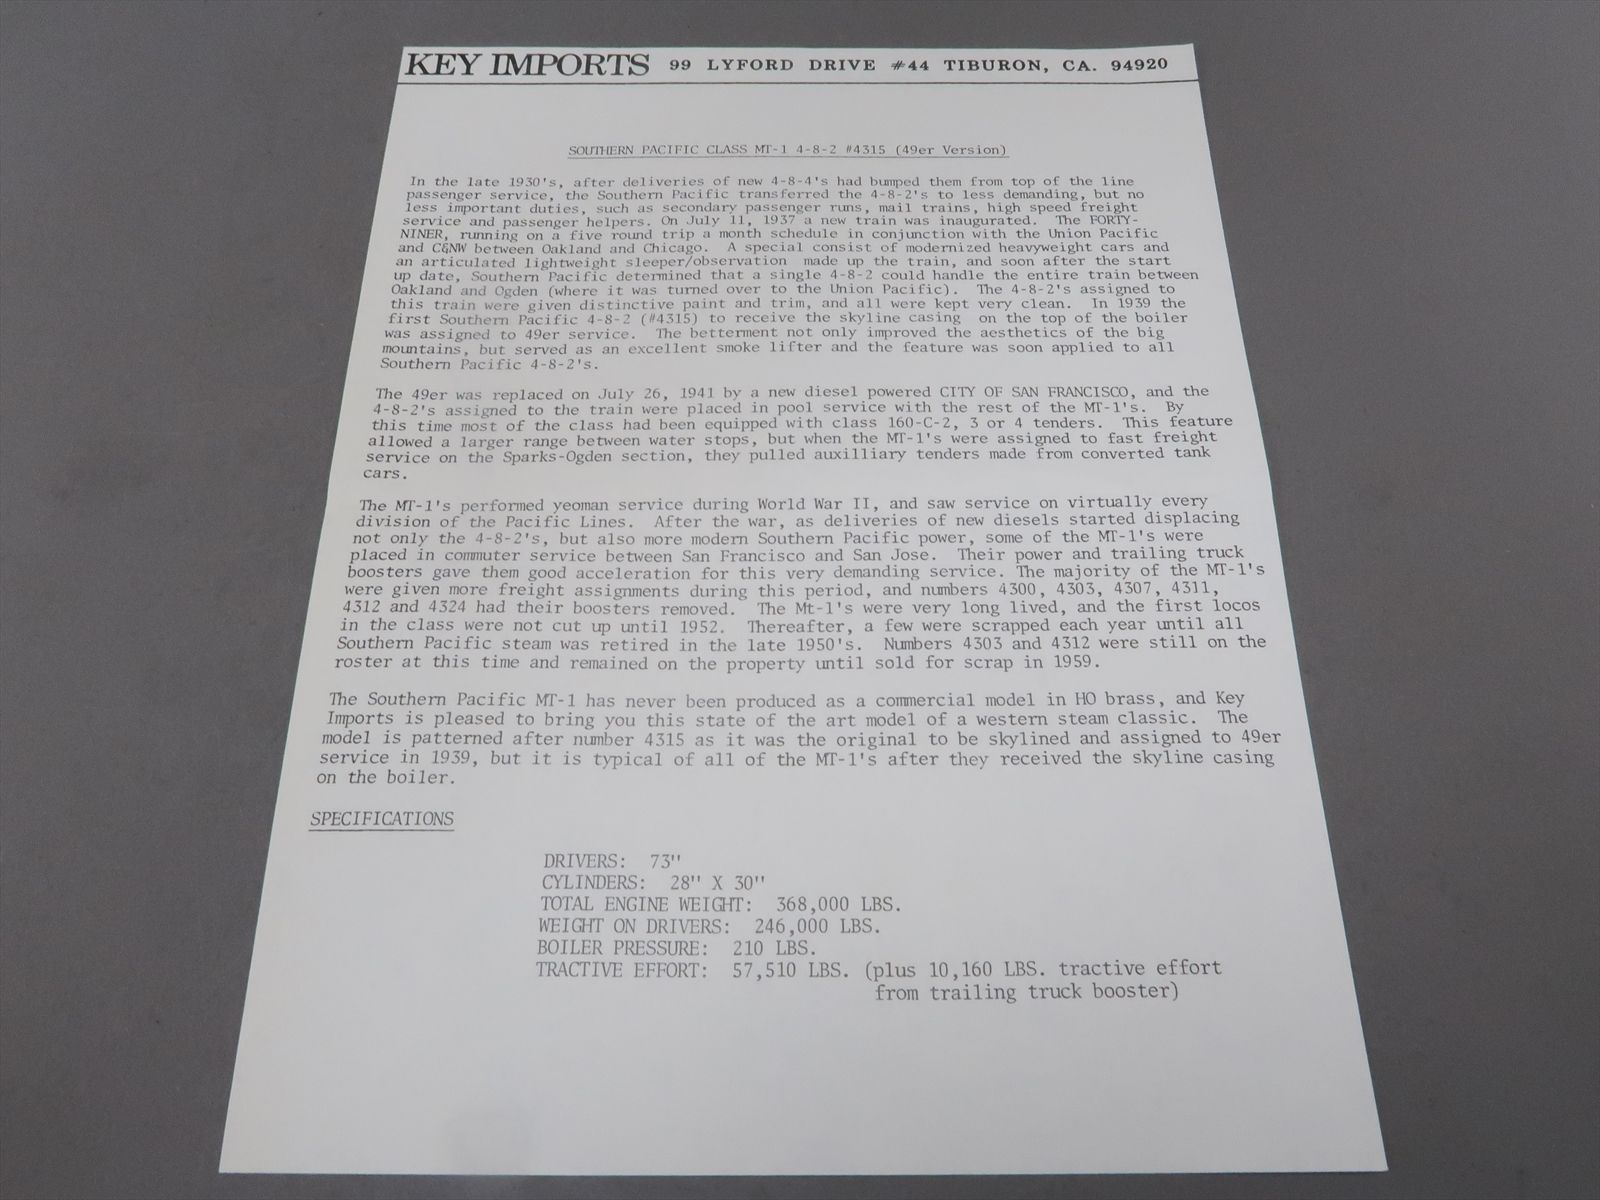 KEY IMPORTS 99 LYFORD DRIVE #44 TIBURON, CA. 94920
SOUTHERN PACIFIC CLASS MT-1 4-8-2 #4315 (49er Version)
In the late 1930's, after deliveries of new 4-8-4's had bumped them from top of the line
passenger service, the Southern Pacific transferred the 4-8-2's to less demanding, but no
less important duties, such as secondary passenger runs, mail trains, high speed freight
service and passenger helpers. On July 11, 1937 a new train was inaugurated. The FORTY-
NINER, running on a five round trip a month schedule in conjunction with the Union Pacific
and C&NW between Oakland and Chicago. A special consist of modernized heavyweight cars and
an articulated lightweight sleeper/observation made up the train, and soon after the start
up date, Southern Pacific determined that a single 4-8-2 could handle the entire train between
Oakland and Ogden (where it was turned over to the Union Pacific). The 4-8-2's assigned to
this train were given distinctive paint and trim, and all were kept very clean. In 1939 the
first Southern Pacific 4-8-2 (#4315) to receive the skyline casing on the top of the boiler
was assigned to 49er service. The betterment not only improved the aesthetics of the big
mountains, but served as an excellent smoke lifter and the feature was soon applied to all
Southern Pacific 4-8-2's.
The 49er was replaced on July 26, 1941 by a new diesel powered CITY OF SAN FRANCISCO, and the
4-8-2's assigned to the train were placed in pool service with the rest of the MT-1's. By
this time most of the class had been equipped with class 160-C-2, 3 or 4 tenders. This feature
allowed a larger range between water stops, but when the MT-1's were assigned to fast freight
service on the Sparks-Ogden section, they pulled auxilliary tenders made from converted tank
cars.
The MT-1's performed yeoman service during World War II, and saw service on virtually every
division of the Pacific Lines. After the war, as deliveries of new diesels started displacing
not only the 4-8-2's, but also more modern Southern Pacific power, some of the MT-1's were
placed in commuter service between San Francisco and San Jose. Their power and trailing truck
boosters gave them good acceleration for this very demanding service. The majority of the MT-1's
were given more freight assignments during this period, and numbers 4300, 4303, 4307, 4311,
4312 and 4324 had their boosters removed. The Mt-1's were very long lived, and the first locos
in the class were not cut up until 1952. Thereafter, a few were scrapped each year until all
Southern Pacific steam was retired in the late 1950's. Numbers 4303 and 4312 were still on the
roster at this time and remained on the property until sold for scrap in 1959.
The Southern Pacific MT-1 has never been produced as a commercial model in HO brass, and Key
Imports is pleased to bring you this state of the art model of a western steam classic. The
model is patterned after number 4315 as it was the original to be skylined and assigned to 49er
service in 1939, but it is typical of all of the MT-1's after they received the skyline casing
on the boiler.
SPECIFICATIONS
DRIVERS: 73"
CYLINDERS: 28" X 30"
TOTAL ENGINE WEIGHT: 368,000 LBS.
WEIGHT ON DRIVERS: 246,000 LBS.
BOILER PRESSURE: 210 LBS.
TRACTIVE EFFORT: 57,510 LBS. (plus 10,160 LBS. tractive effort
from trailing truck booster)